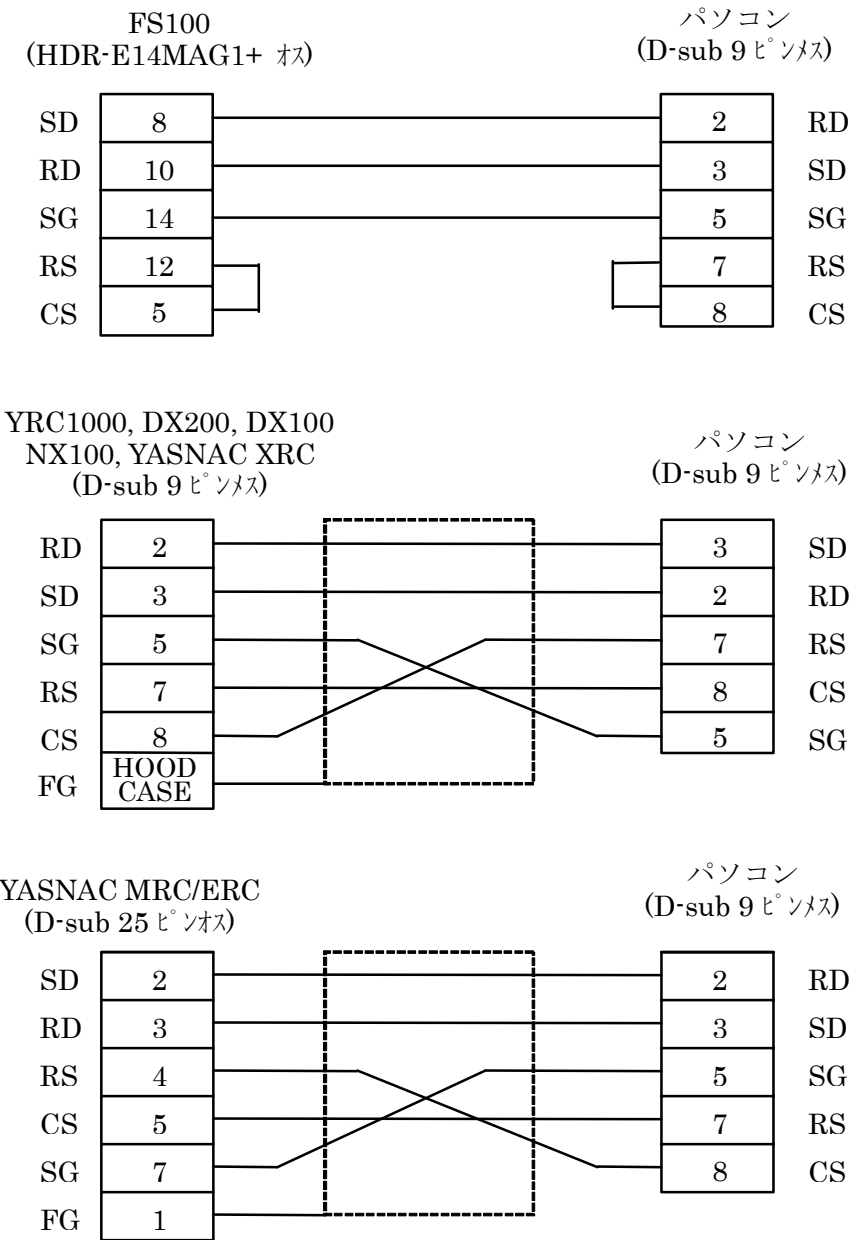 FS100
(HDR-E14MAG1+ ｵｽ)
パソコン
(D-sub 9 ﾋﾟﾝﾒｽ)
SD 8 2 RD
RD 10 3 SD
SG 14 5 SG
RS 12 7 RS
CS 5 8 CS
YRC1000, DX200, DX100
NX100, YASNAC XRC
(D-sub 9 ﾋﾟﾝﾒｽ)
パソコン
(D-sub 9 ﾋﾟﾝﾒｽ)
RD 2 3 SD
SD 3 2 RD
SG 5 7 RS
RS 7 8 CS
CS 8 5 SG
FG HOOD
CASE
YASNAC MRC/ERC
(D-sub 25 ﾋﾟﾝｵｽ)
パソコン
(D-sub 9 ﾋﾟﾝﾒｽ)
SD 2 2 RD
RD 3 3 SD
RS 4 5 SG
CS 5 7 RS
SG 7 8 CS
FG 1